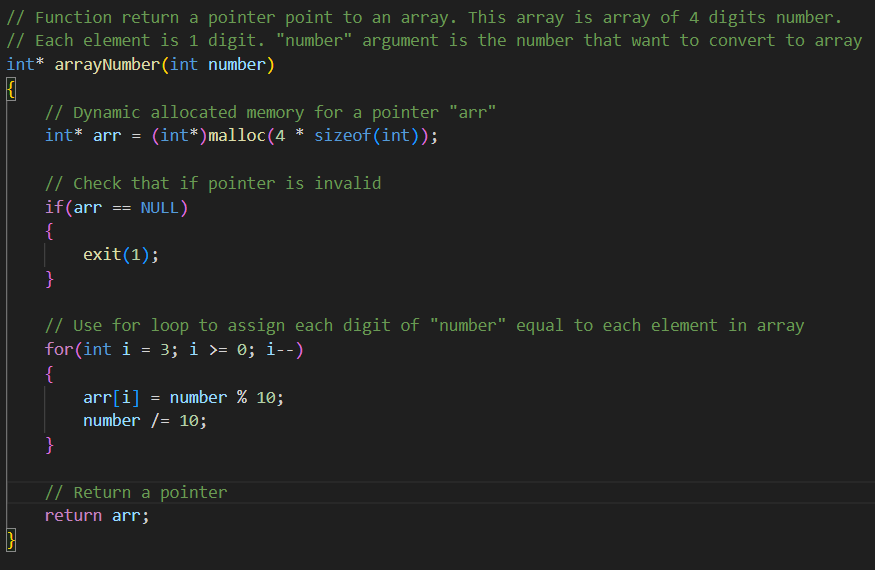 // Function return a pointer point to an array. This array is array of 4 digits number.
// Each element is 1 digit. "number" argument is the number that want to convert to array
int* arrayNumber(int number)
{
    // Dynamic allocated memory for a pointer "arr"
    int* arr = (int*)malloc(4 * sizeof(int));

    // Check that if pointer is invalid
    if(arr == NULL)
    {
        exit(1);
    }

    // Use for loop to assign each digit of "number" equal to each element in array
    for(int i = 3; i >= 0; i--)
    {
        arr[i] = number % 10;
        number /= 10;
    }

    // Return a pointer
    return arr;
}